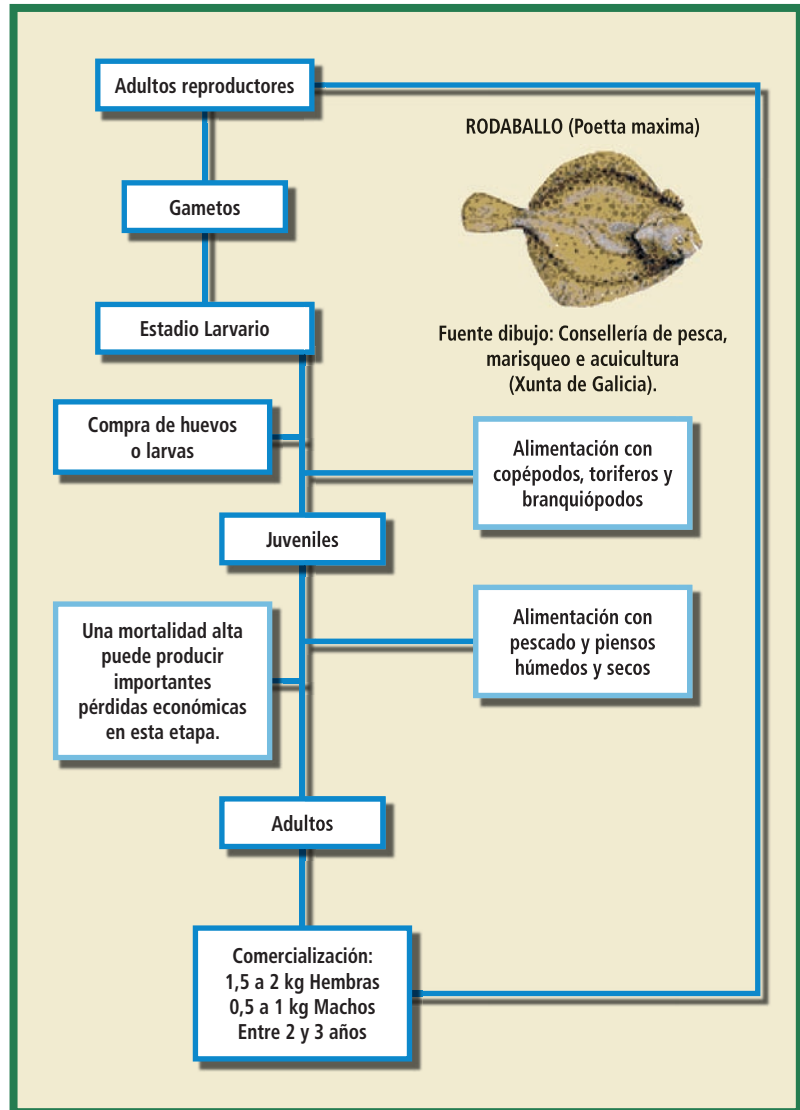 Adultos reproductores
RODABALLO (Poetta maxima)
Gametos
Estadio Larvario
Fuente dibujo: Consellería de pesca,
marisqueo e acuicultura
(Xunta de Galicia).
Compra de huevos
o larvas
Alimentación con
copépodos, toriferos y
branquiópodos
Juveniles
Una mortalidad alta
puede producir
importantes
pérdidas económicas
en esta etapa.
Alimentación con
pescado y piensos
húmedos y secos
Adultos
Comercialización:
1,5 a 2 kg Hembras
0,5 a 1 kg Machos
Entre 2 y 3 años